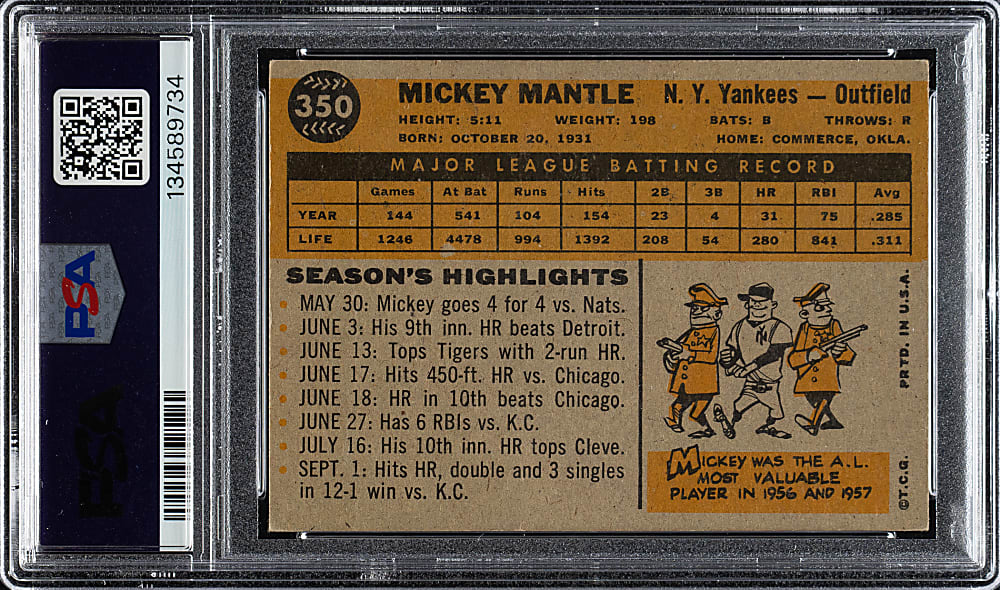 134589734
PSA
PSA
350
MICKEY MANTLE N. Y. Yankees — Outfield
HEIGHT: 5:11 WEIGHT: 198 BATS: B THROWS: R
BORN: OCTOBER 20, 1931 HOME: COMMERCE, OKLA.
MAJOR LEAGUE BATTING RECORD
Games At Bat Runs Hits 2B 3B HR RBI Avg
YEAR 144 541 104 154 23 4 31 75 .285
LIFE 1246 4478 994 1392 208 54 280 841 .311
SEASON'S HIGHLIGHTS
MAY 30: Mickey goes 4 for 4 vs. Nats.
JUNE 3: His 9th inn. HR beats Detroit.
JUNE 13: Tops Tigers with 2-run HR.
JUNE 17: Hits 450-ft. HR vs. Chicago.
JUNE 18: HR in 10th beats Chicago.
JUNE 27: Has 6 RBIs vs. K.C.
JULY 16: His 10th inn. HR tops Cleve.
SEPT. 1: Hits HR, double and 3 singles
in 12-1 win vs. K.C.
NY
MICKEY WAS THE A.L.
MOST VALUABLE
PLAYER IN 1956 AND 1957
©T.C.G. PRTD. IN U.S.A.